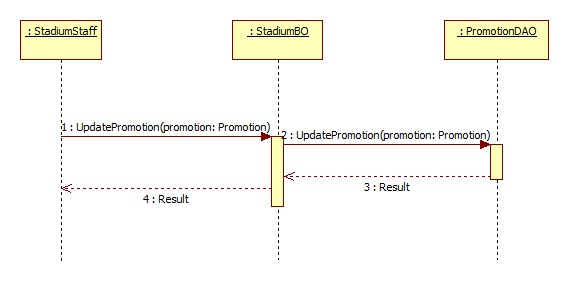 : StadiumStaff
: StadiumBO
: PromotionDAO
1 : UpdatePromotion(promotion: Promotion)
2 : UpdatePromotion(promotion: Promotion)
3 : Result
4 : Result